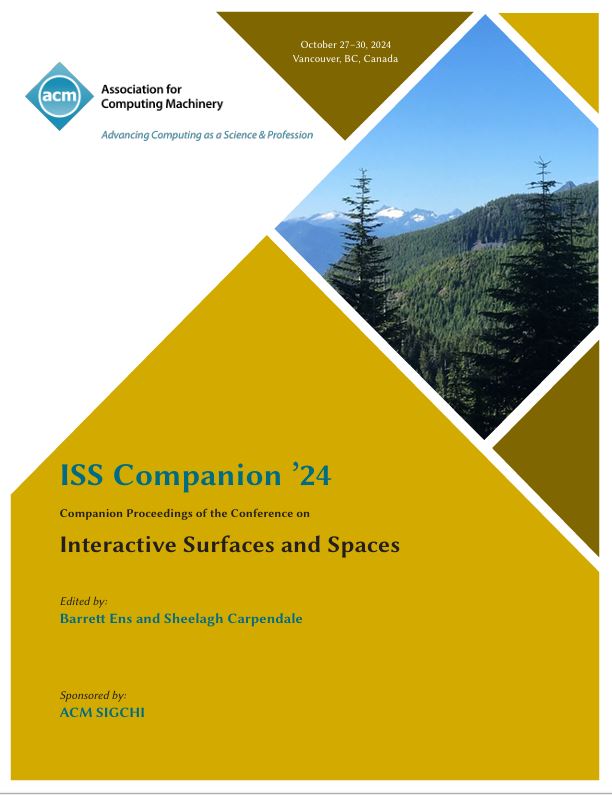 October 27–30, 2024
Vancouver, BC, Canada
acm
Association for
Computing Machinery
Advancing Computing as a Science & Profession
ISS Companion ’24
Companion Proceedings of the Conference on
Interactive Surfaces and Spaces
Edited by:
Barrett Ens and Sheelagh Carpendale
Sponsored by:
ACM SIGCHI